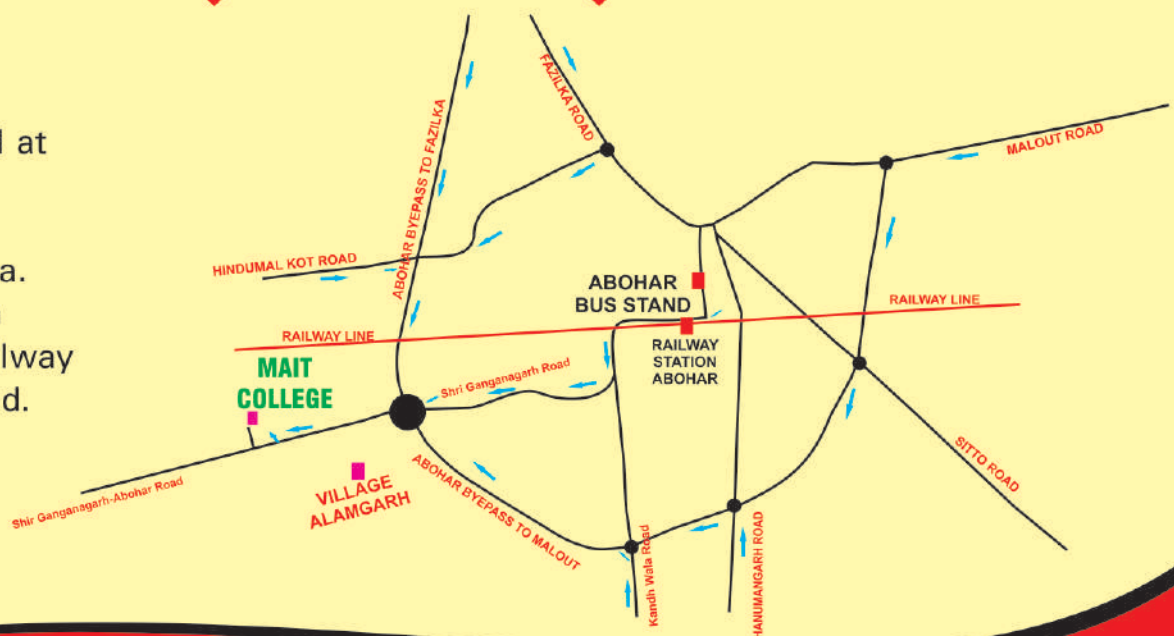 l at
a.
lway
d.
ABOHAR BYEPASS TO FAZILKA
FAZILKA ROAD
MALOUT ROAD
HINDUMAL KOT ROAD
ABOHAR
BUS STAND
RAILWAY LINE
RAILWAY LINE
RAILWAY
STATION
ABOHAR
MAIT
COLLEGE
Shri Ganganagarh Road
Shir Ganganagarh-Abohar Road
VILLAGE
ALAMGARH
ABOHAR BYEPASS TO MALOUT
SITTO ROAD
Kandh Wala Road
HANUMANGARH ROAD